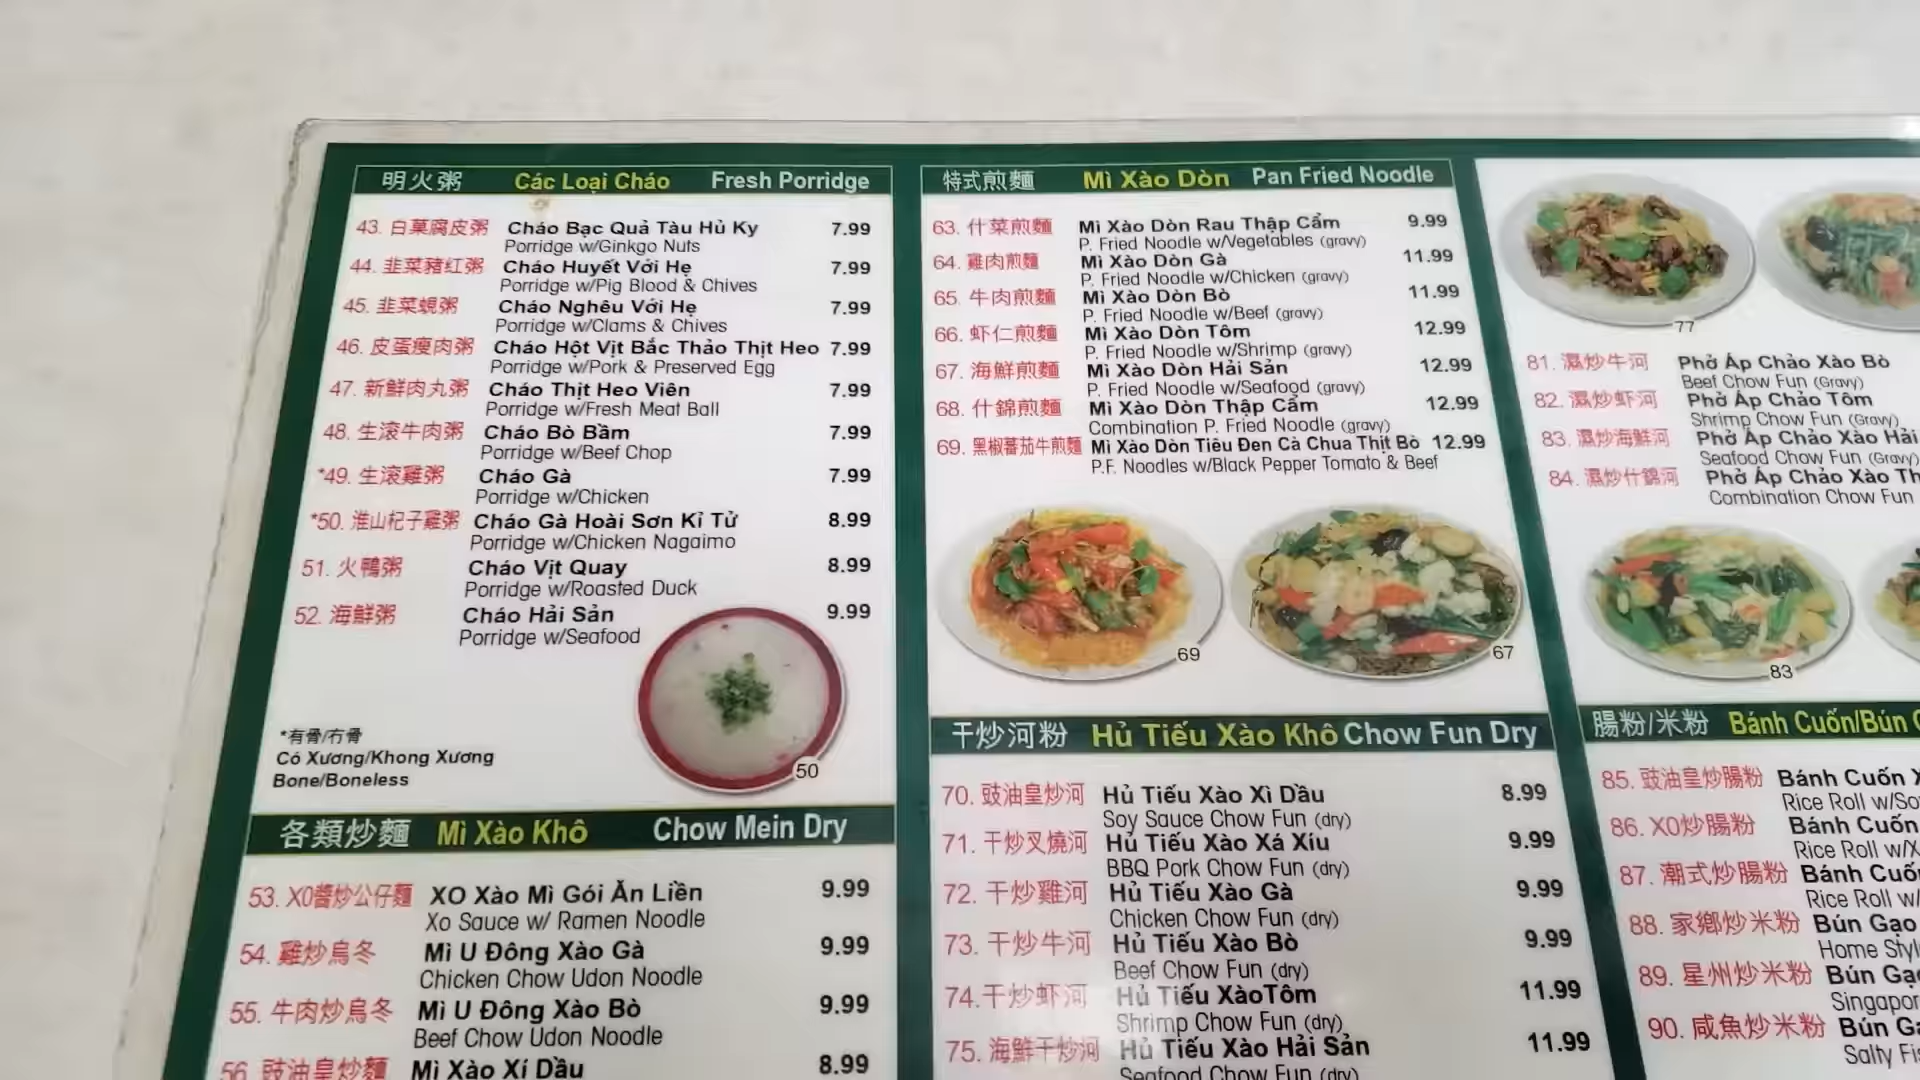 明火粥 Các Loại Cháo Fresh Porridge
43. 白菓腐皮粥 Cháo Bạc Quả Tàu Hủ Ky 7.99
Porridge w/Ginkgo Nuts
44. 韭菜豬紅粥 Cháo Huyết Với Hẹ 7.99
Porridge w/Pig Blood & Chives
45. 韭菜蜆粥 Cháo Nghêu Với Hẹ 7.99
Porridge w/Clams & Chives
46. 皮蛋瘦肉粥 Cháo Hột Vịt Bắc Thảo Thịt Heo 7.99
Porridge w/Pork & Preserved Egg
47. 新鮮肉丸粥 Cháo Thịt Heo Viên 7.99
Porridge w/Fresh Meat Ball
48. 生滾牛肉粥 Cháo Bò Bầm 7.99
Porridge w/Beef Chop
*49. 生滾雞粥 Cháo Gà 7.99
Porridge w/Chicken
*50. 淮山杞子雞粥 Cháo Gà Hoài Sơn Kỉ Tử 8.99
Porridge w/Chicken Nagaimo
51. 火鴨粥 Cháo Vịt Quay 8.99
Porridge w/Roasted Duck
52. 海鮮粥 Cháo Hải Sản 9.99
Porridge w/Seafood
*有骨/冇骨
Có Xương/Khong Xương
Bone/Boneless
50
各類炒麵 Mì Xào Khô Chow Mein Dry
53. XO醬炒公仔麵 XO Xào Mì Gói Ăn Liền 9.99
Xo Sauce w/ Ramen Noodle
54. 雞炒烏冬 Mì U Đông Xào Gà 9.99
Chicken Chow Udon Noodle
55. 牛肉炒烏冬 Mì U Đông Xào Bò 9.99
Beef Chow Udon Noodle
56. 豉油皇炒麵 Mì Xào Xí Dầu 8.99
特式煎麵 Mì Xào Dòn Pan Fried Noodle
63. 什菜煎麵 Mì Xào Dòn Rau Thập Cẩm 9.99
P. Fried Noodle w/Vegetables (gravy)
64. 雞肉煎麵 Mì Xào Dòn Gà 11.99
P. Fried Noodle w/Chicken (gravy)
65. 牛肉煎麵 Mì Xào Dòn Bò 11.99
P. Fried Noodle w/Beef (gravy)
66. 虾仁煎麵 Mì Xào Dòn Tôm 12.99
P. Fried Noodle w/Shrimp (gravy)
67. 海鮮煎麵 Mì Xào Dòn Hải Sản 12.99
P. Fried Noodle w/Seafood (gravy)
68. 什錦煎麵 Mì Xào Dòn Thập Cẩm 12.99
Combination P. Fried Noodle (gravy)
69. 黑椒蕃茄牛煎麵 Mì Xào Dòn Tiêu Đen Cà Chua Thịt Bò 12.99
P.F. Noodles w/Black Pepper Tomato & Beef
69
67
干炒河粉 Hủ Tiếu Xào Khô Chow Fun Dry
70. 豉油皇炒河 Hủ Tiếu Xào Xì Dầu 8.99
Soy Sauce Chow Fun (dry)
71. 干炒叉燒河 Hủ Tiếu Xào Xá Xíu 9.99
BBQ Pork Chow Fun (dry)
72. 干炒雞河 Hủ Tiếu Xào Gà 9.99
Chicken Chow Fun (dry)
73. 干炒牛河 Hủ Tiếu Xào Bò 9.99
Beef Chow Fun (dry)
74.干炒虾河 Hủ Tiếu XàoTôm 11.99
Shrimp Chow Fun (dry)
75. 海鮮干炒河 Hủ Tiếu Xào Hải Sản 11.99
Seafood Chow Fun (dry)
77
81. 濕炒牛河 Phở Áp Chảo Xào Bò
Beef Chow Fun (Gravy)
82. 濕炒虾河 Phở Áp Chảo Tôm
Shrimp Chow Fun (Gravy)
83. 濕炒海鮮河 Phở Áp Chảo Xào Hải
Seafood Chow Fun (Gravy)
84. 濕炒什錦河 Phở Áp Chảo Xào Th
Combination Chow Fun
83
腸粉/米粉 Bánh Cuốn/Bún
85. 豉油皇炒腸粉 Bánh Cuốn X
Rice Roll w/So
86. XO炒腸粉 Bánh Cuốn
Rice Roll w/X
87. 潮式炒腸粉 Bánh Cuốn
Rice Roll w/
88. 家鄉炒米粉 Bún Gạo
Home Style
89. 星州炒米粉 Bún Gạo
Singapor
90. 咸魚炒米粉 Bún Gạ
Salty Fis